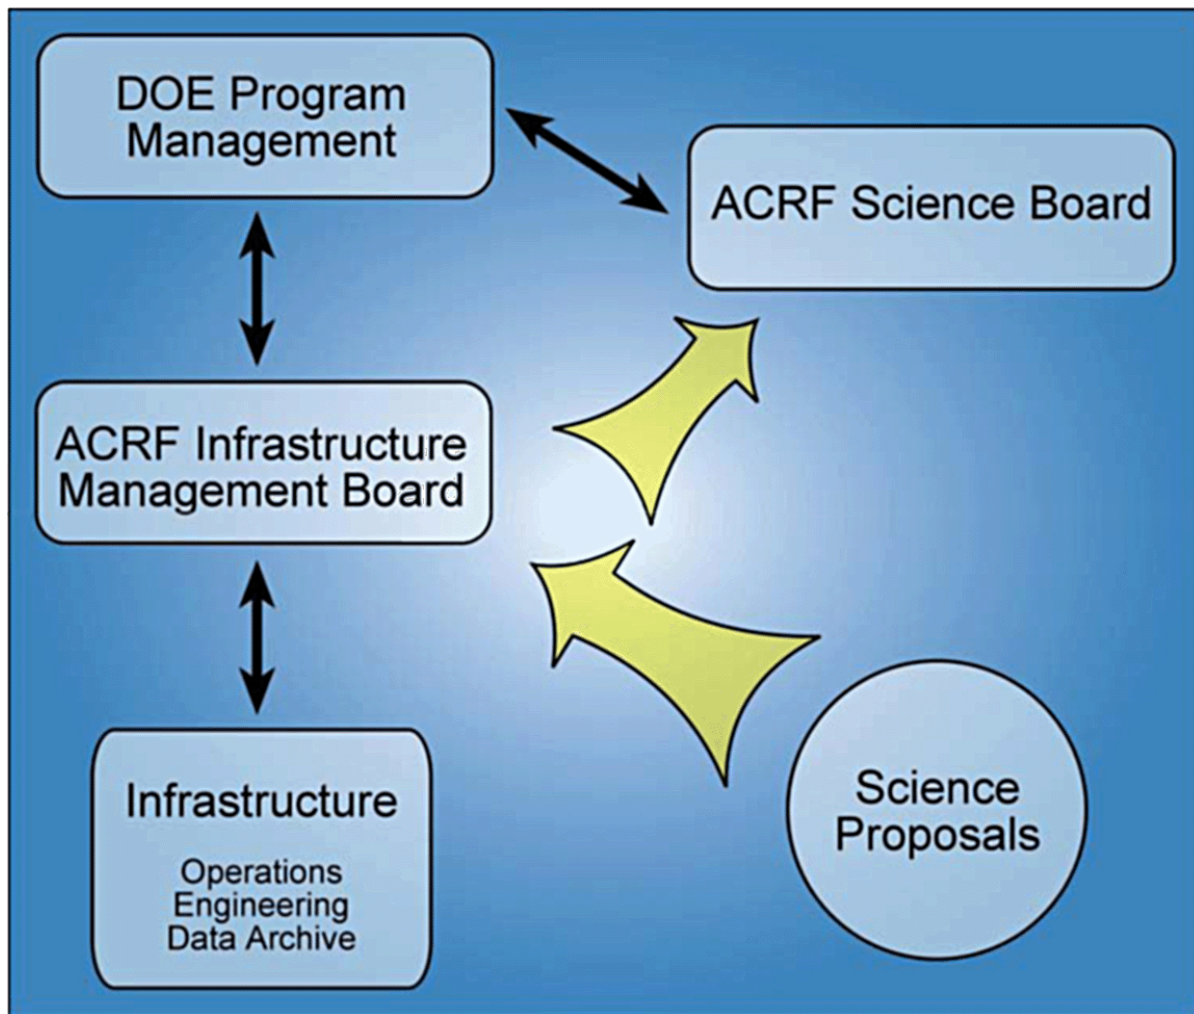 DOE Program
Management
ACRF Science Board
ACRF Infrastructure
Management Board
Infrastructure
Operations
Engineering
Data Archive
Science
Proposals